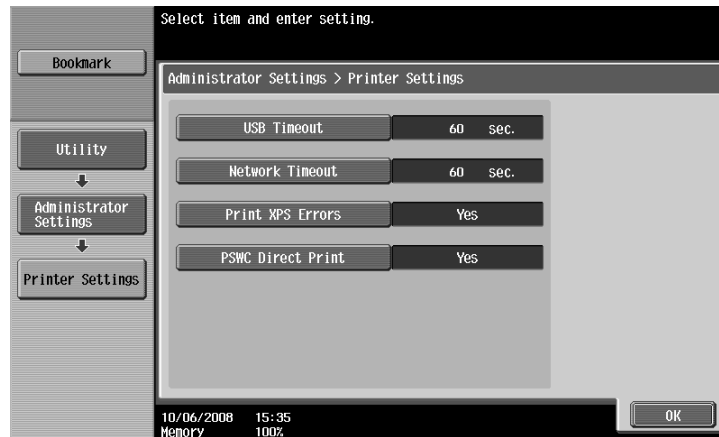 Select item and enter setting.
Bookmark
Administrator Settings > Printer Settings
USB Timeout 60 sec.
Utility
Network Timeout 60 sec.
Administrator
Settings
Print XPS Errors Yes
PSWC Direct Print Yes
Printer Settings
OK
10/06/2008 15:35
Memory 100%